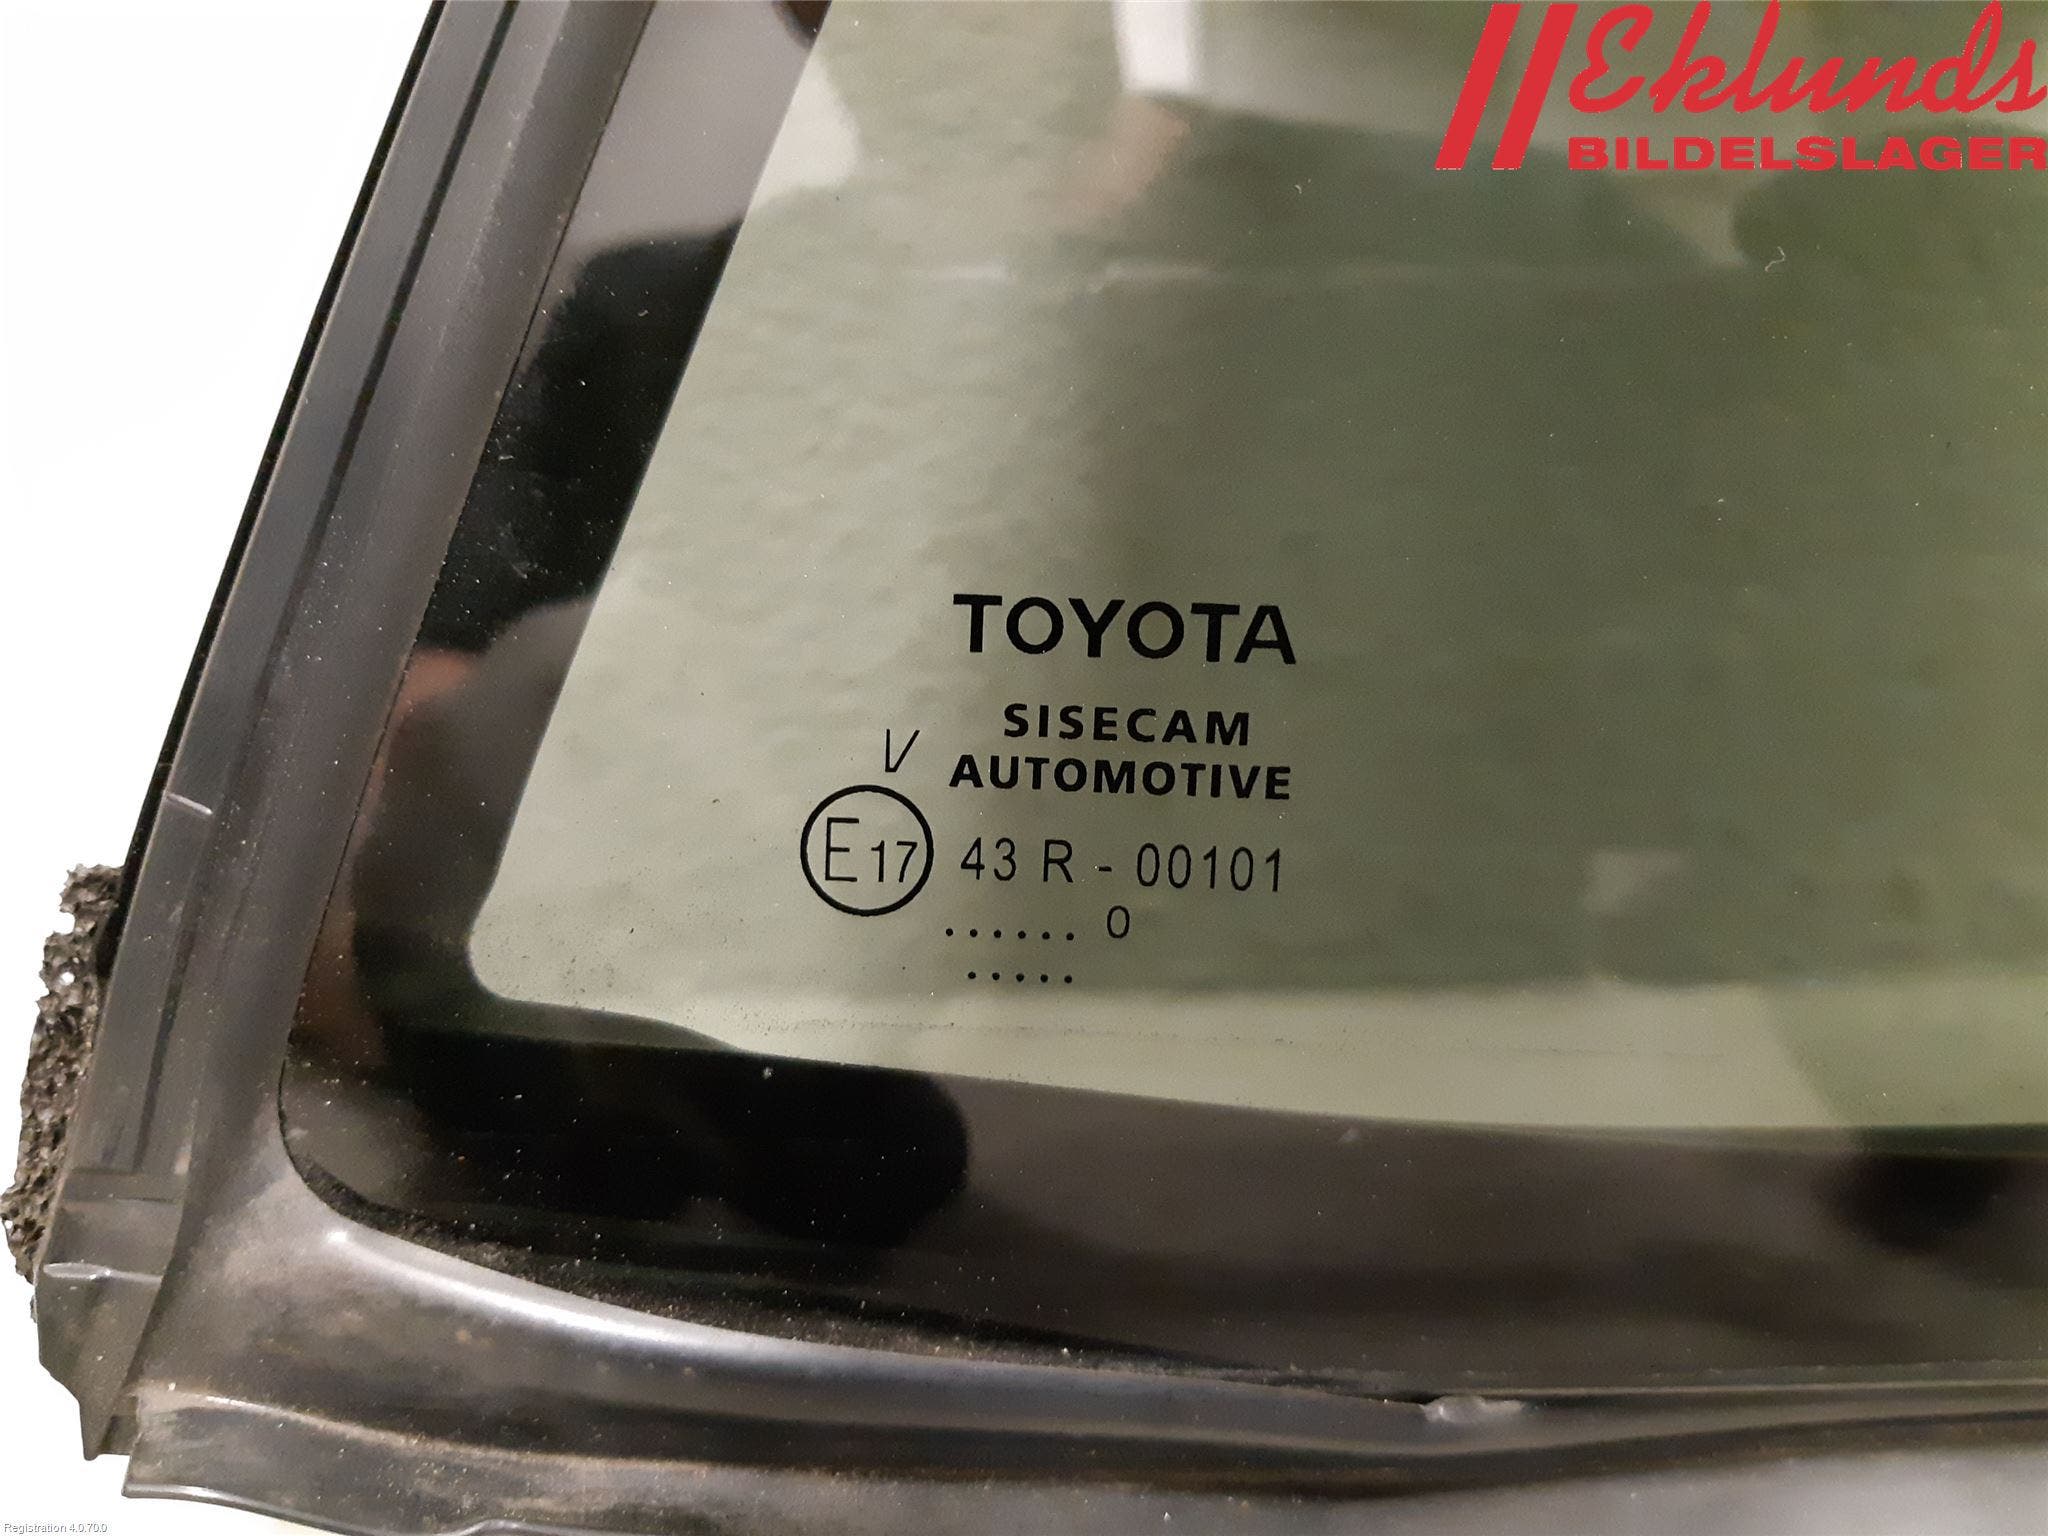 Eklunds
BILDELSLAGER
TOYOTA
SISECAM
V
AUTOMOTIVE
E17 43 R - 00101
...... 0
.....
Registration 4.0.70.0